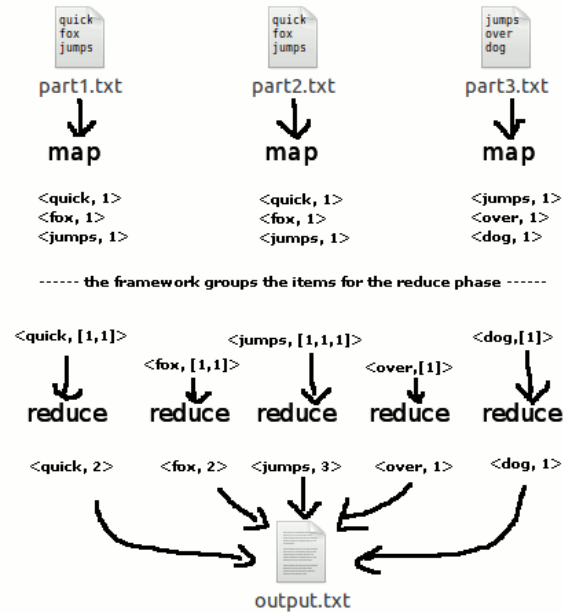 quick
fox
jumps
quick
fox
jumps
jumps
over
dog
part1.txt
part2.txt
part3.txt
map
map
map
<quick, 1>
<fox, 1>
<jumps, 1>
<quick, 1>
<fox, 1>
<jumps, 1>
<jumps, 1>
<over, 1>
<dog, 1>
------ the framework groups the items for the reduce phase ------
<quick, [1,1]>
<fox, [1,1]>
<jumps, [1,1,1]>
<over,[1]>
<dog,[1]>
reduce
reduce
reduce
reduce
reduce
<quick, 2>
<fox, 2>
<jumps, 3>
<over, 1>
<dog, 1>
output.txt